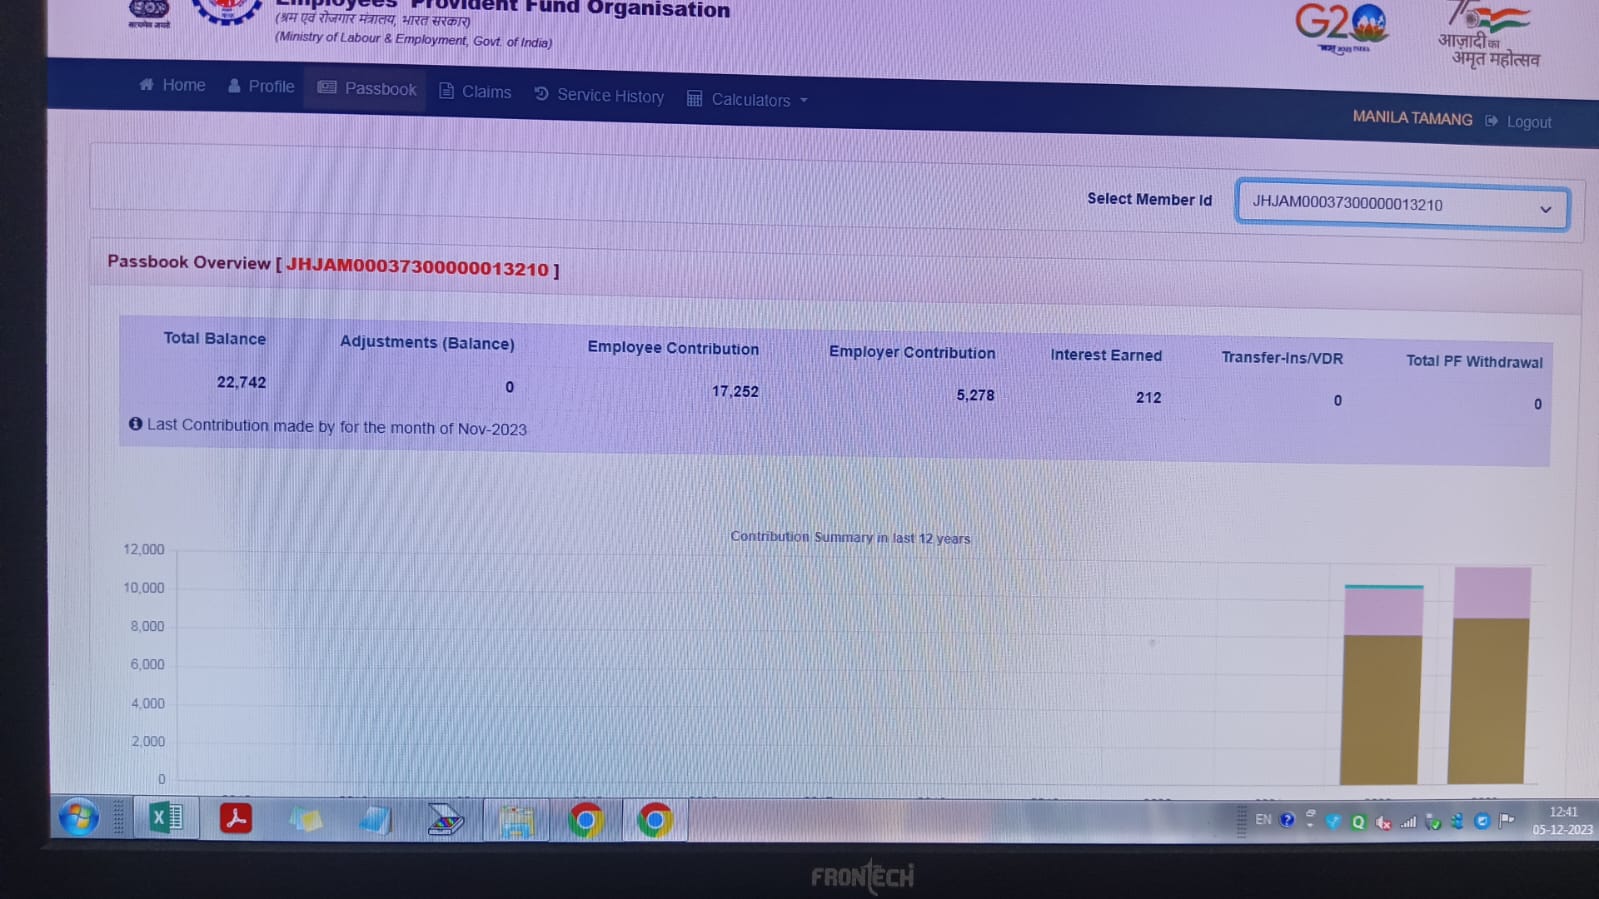 Employees' Provident Fund Organisation
(श्रम एवं रोजगार मंत्रालय, भारत सरकार)
(Ministry of Labour & Employment, Govt. of India)
सत्यमेव जयते
G20
आज़ादी का
अमृत महोत्सव
Home Profile Passbook Claims Service History Calculators
MANILA TAMANG Logout
Select Member Id JHJAM00037300000013210
Passbook Overview [ JHJAM00037300000013210 ]
Total Balance Adjustments (Balance) Employee Contribution Employer Contribution Interest Earned Transfer-Ins/VDR Total PF Withdrawal
22,742 0 17,252 5,278 212 0 0
Last Contribution made by for the month of Nov-2023
Contribution Summary in last 12 years
12,000
10,000
8,000
6,000
4,000
2,000
0
EN
12:41
05-12-2023
FRONTECH